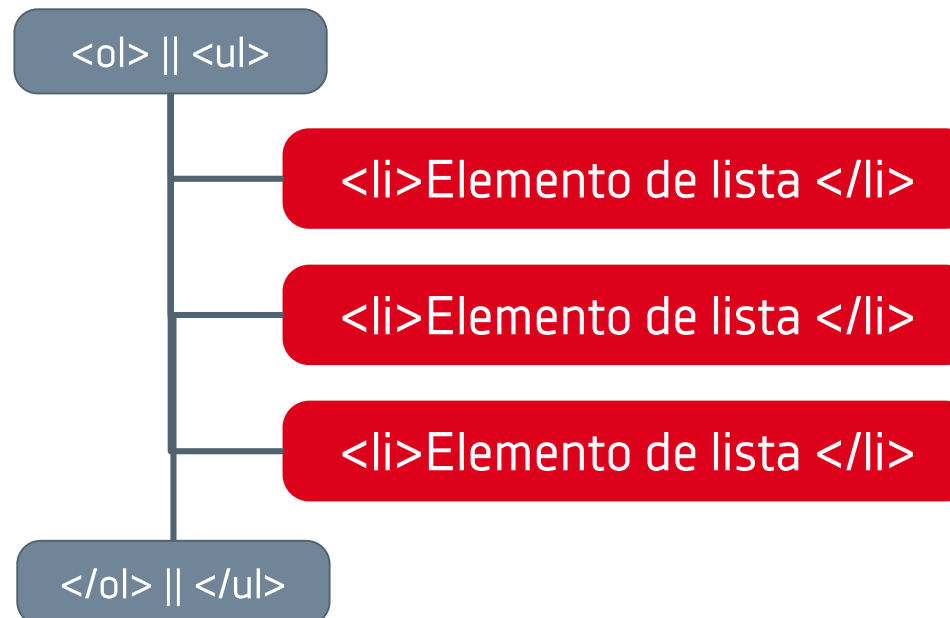 <ol> || <ul>
<li>Elemento de lista </li>
<li>Elemento de lista </li>
<li>Elemento de lista </li>
</ol> || </ul>